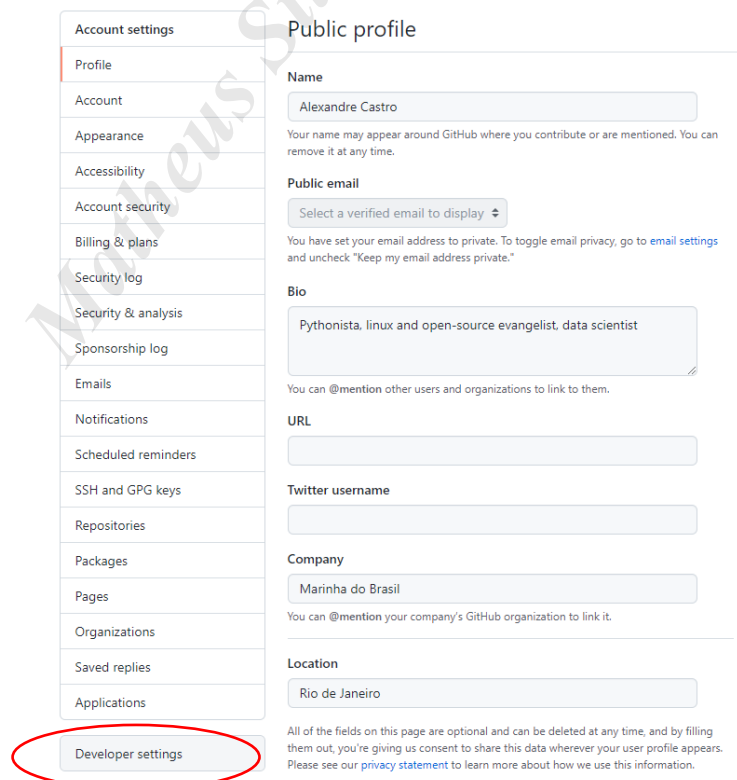 Account settings
Profile
Account
Appearance
Accessibility
Account security
Billing & plans
Security log
Security & analysis
Sponsorship log
Emails
Notifications
Scheduled reminders
SSH and GPG keys
Repositories
Packages
Pages
Organizations
Saved replies
Applications
Developer settings
Public profile
Name
Alexandre Castro
Your name may appear around GitHub where you contribute or are mentioned. You can
remove it at any time.
Public email
Select a verified email to display
You have set your email address to private. To toggle email privacy, go to email settings
and uncheck "Keep my email address private."
Bio
Pythonista, linux and open-source evangelist, data scientist
You can @mention other users and organizations to link to them.
URL
Twitter username
Company
Marinha do Brasil
You can @mention your company's GitHub organization to link it.
Location
Rio de Janeiro
All of the fields on this page are optional and can be deleted at any time, and by filling
them out, you're giving us consent to share this data wherever your user profile appears.
Please see our privacy statement to learn more about how we use this information.
Matheus